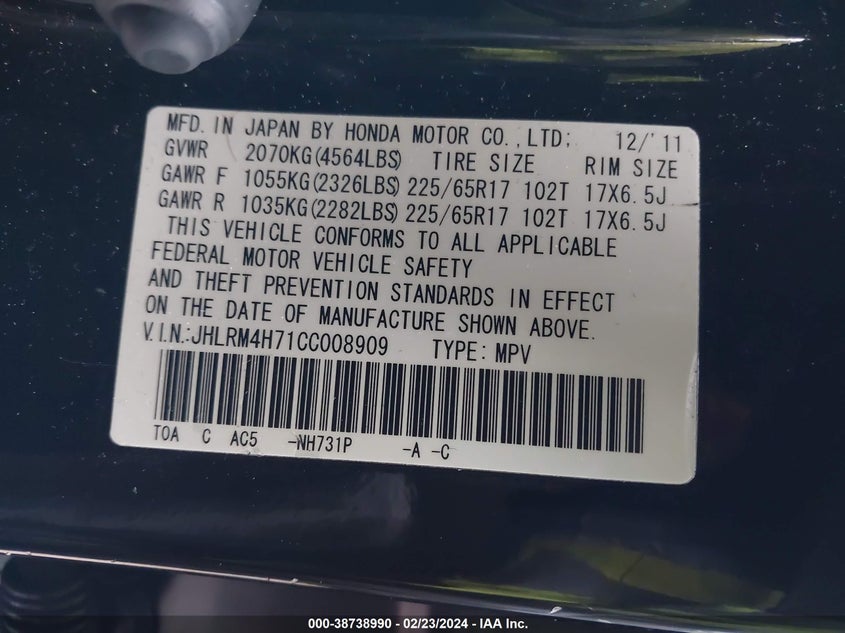 MFD. IN JAPAN BY HONDA MOTOR CO.,LTD; 12/'11
GVWR 2070KG(4564LBS) TIRE SIZE RIM SIZE
GAWR F 1055KG(2326LBS) 225/65R17 102T 17X6.5J
GAWR R 1035KG(2282LBS) 225/65R17 102T 17X6.5J
THIS VEHICLE CONFORMS TO ALL APPLICABLE
FEDERAL MOTOR VEHICLE SAFETY
AND THEFT PREVENTION STANDARDS IN EFFECT
ON THE DATE OF MANUFACTURE SHOWN ABOVE.
V.I.N.:JHLRM4H71CC008909 TYPE:MPV
TOA C AC5 -NH731P -A -C
000-38738990 — 02/23/2024 — IAA Inc.